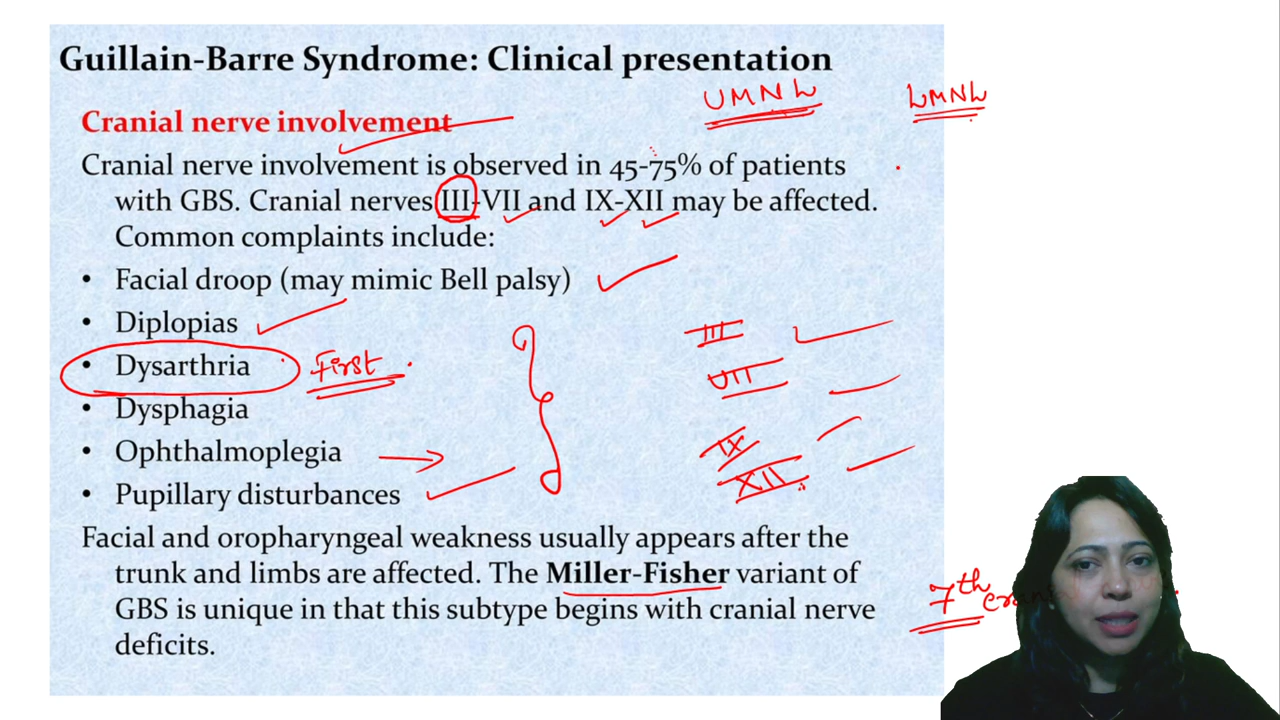 Guillain-Barre Syndrome: Clinical presentation
UMNL
LMNL
Cranial nerve involvement
Cranial nerve involvement is observed in 45-75% of patients
with GBS. Cranial nerves III-VII and IX-XII may be affected.
Common complaints include:
• Facial droop (may mimic Bell palsy)
• Diplopias
III
• Dysarthria
First
VII
• Dysphagia
• Ophthalmoplegia
IX
• Pupillary disturbances
XII
Facial and oropharyngeal weakness usually appears after the
trunk and limbs are affected. The Miller-Fisher variant of
GBS is unique in that this subtype begins with cranial nerve
deficits.
7th